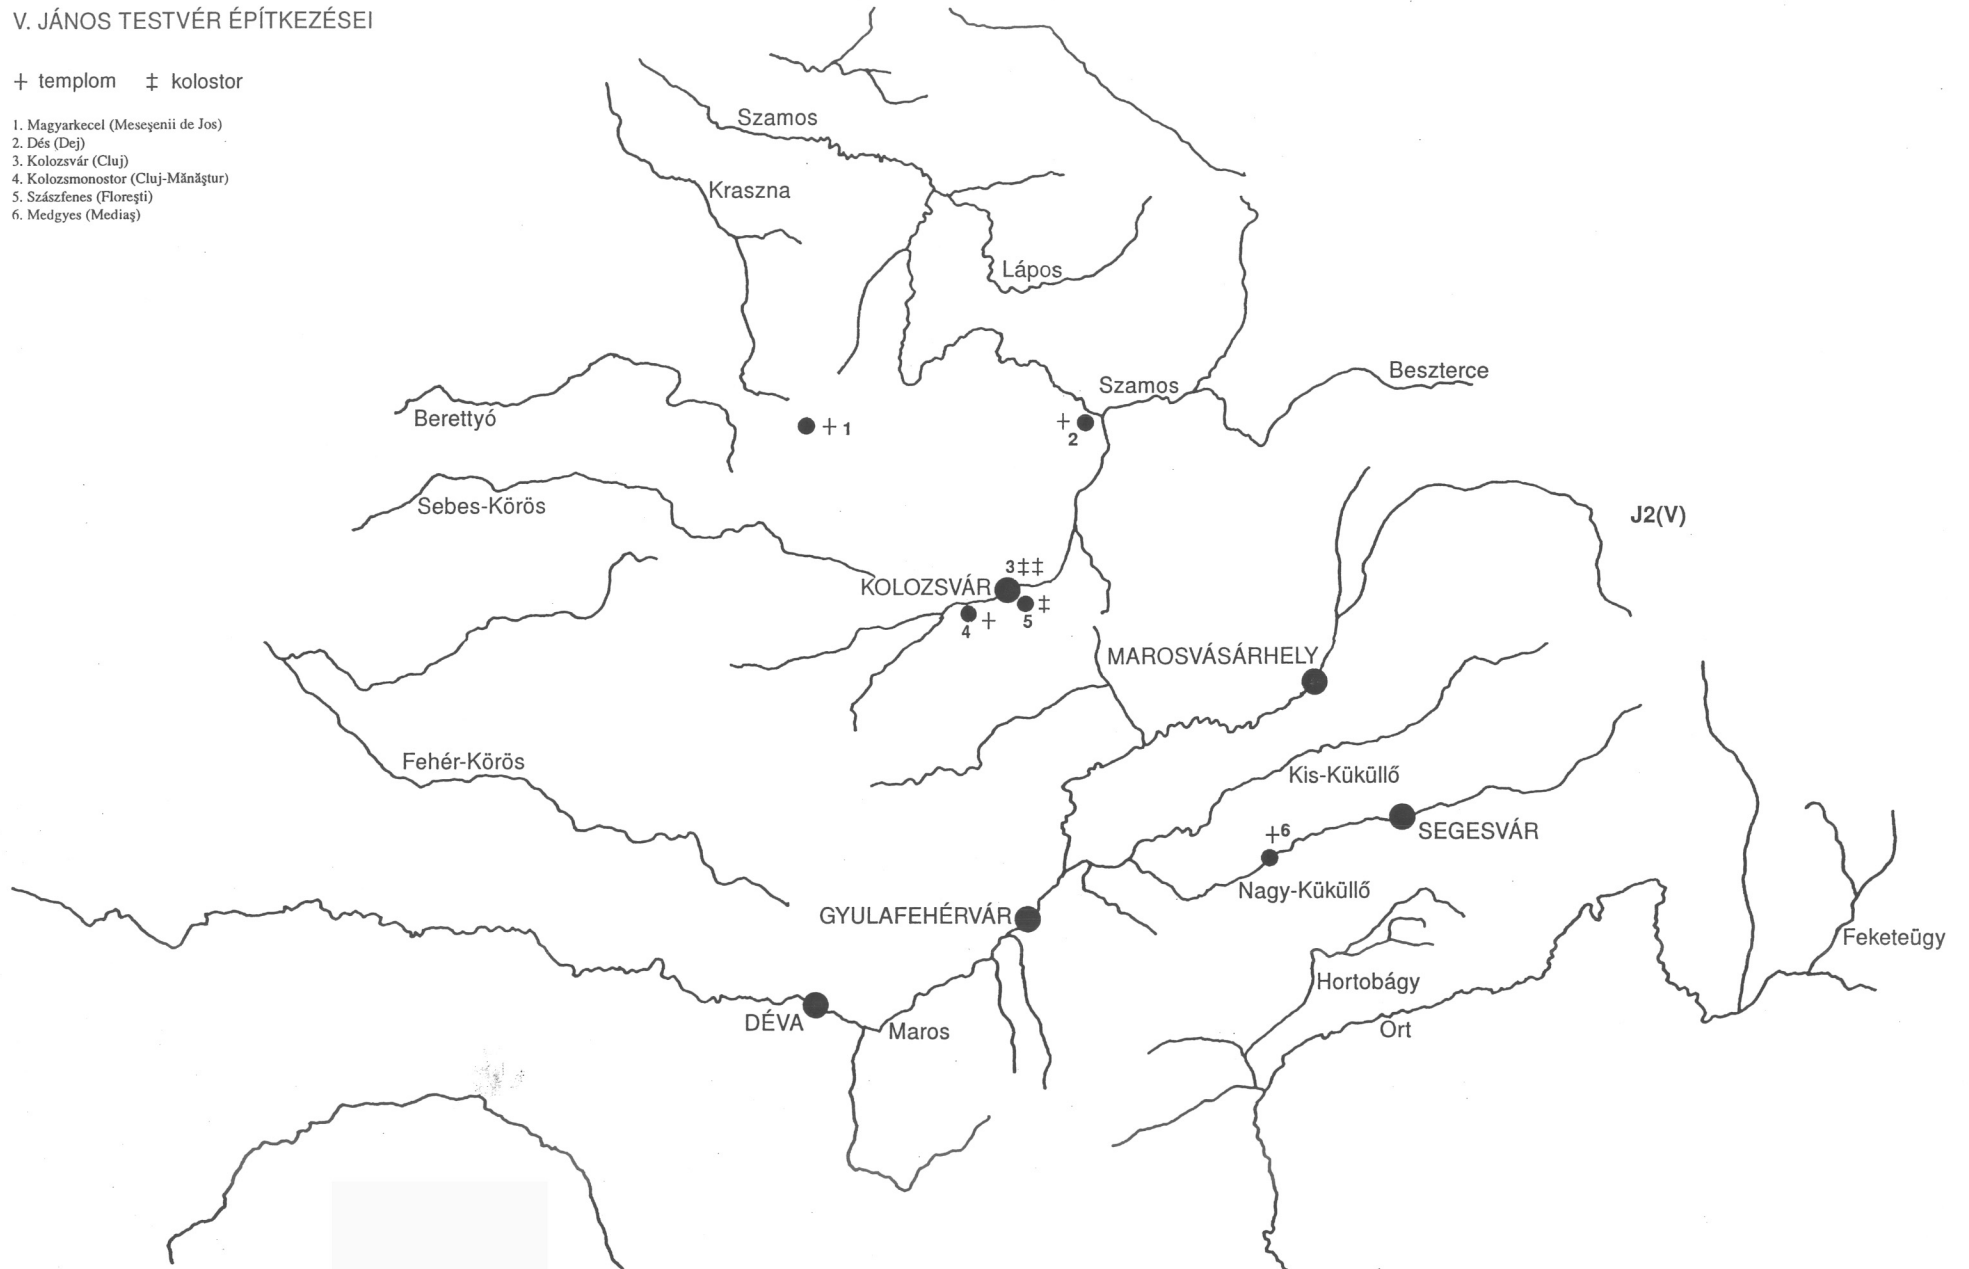 V. JÁNOS TESTVÉR ÉPÍTKEZÉSEI
+ templom ‡ kolostor
1. Magyarkecel (Meseşenii de Jos)
2. Dés (Dej)
3. Kolozsvár (Cluj)
4. Kolozsmonostor (Cluj-Mănăştur)
5. Szászfenes (Floreşti)
6. Medgyes (Mediaş)
Szamos
Kraszna
Lápos
Szamos
Beszterce
Berettyó
+ 1
+
2
Sebes-Körös
J2(V)
3‡‡
KOLOZSVÁR
‡
4 +
5
MAROSVÁSÁRHELY
Fehér-Körös
Kis-Küküllő
+6
SEGESVÁR
Nagy-Küküllő
GYULAFEHÉRVÁR
Feketeügy
Hortobágy
DÉVA
Maros
Ort